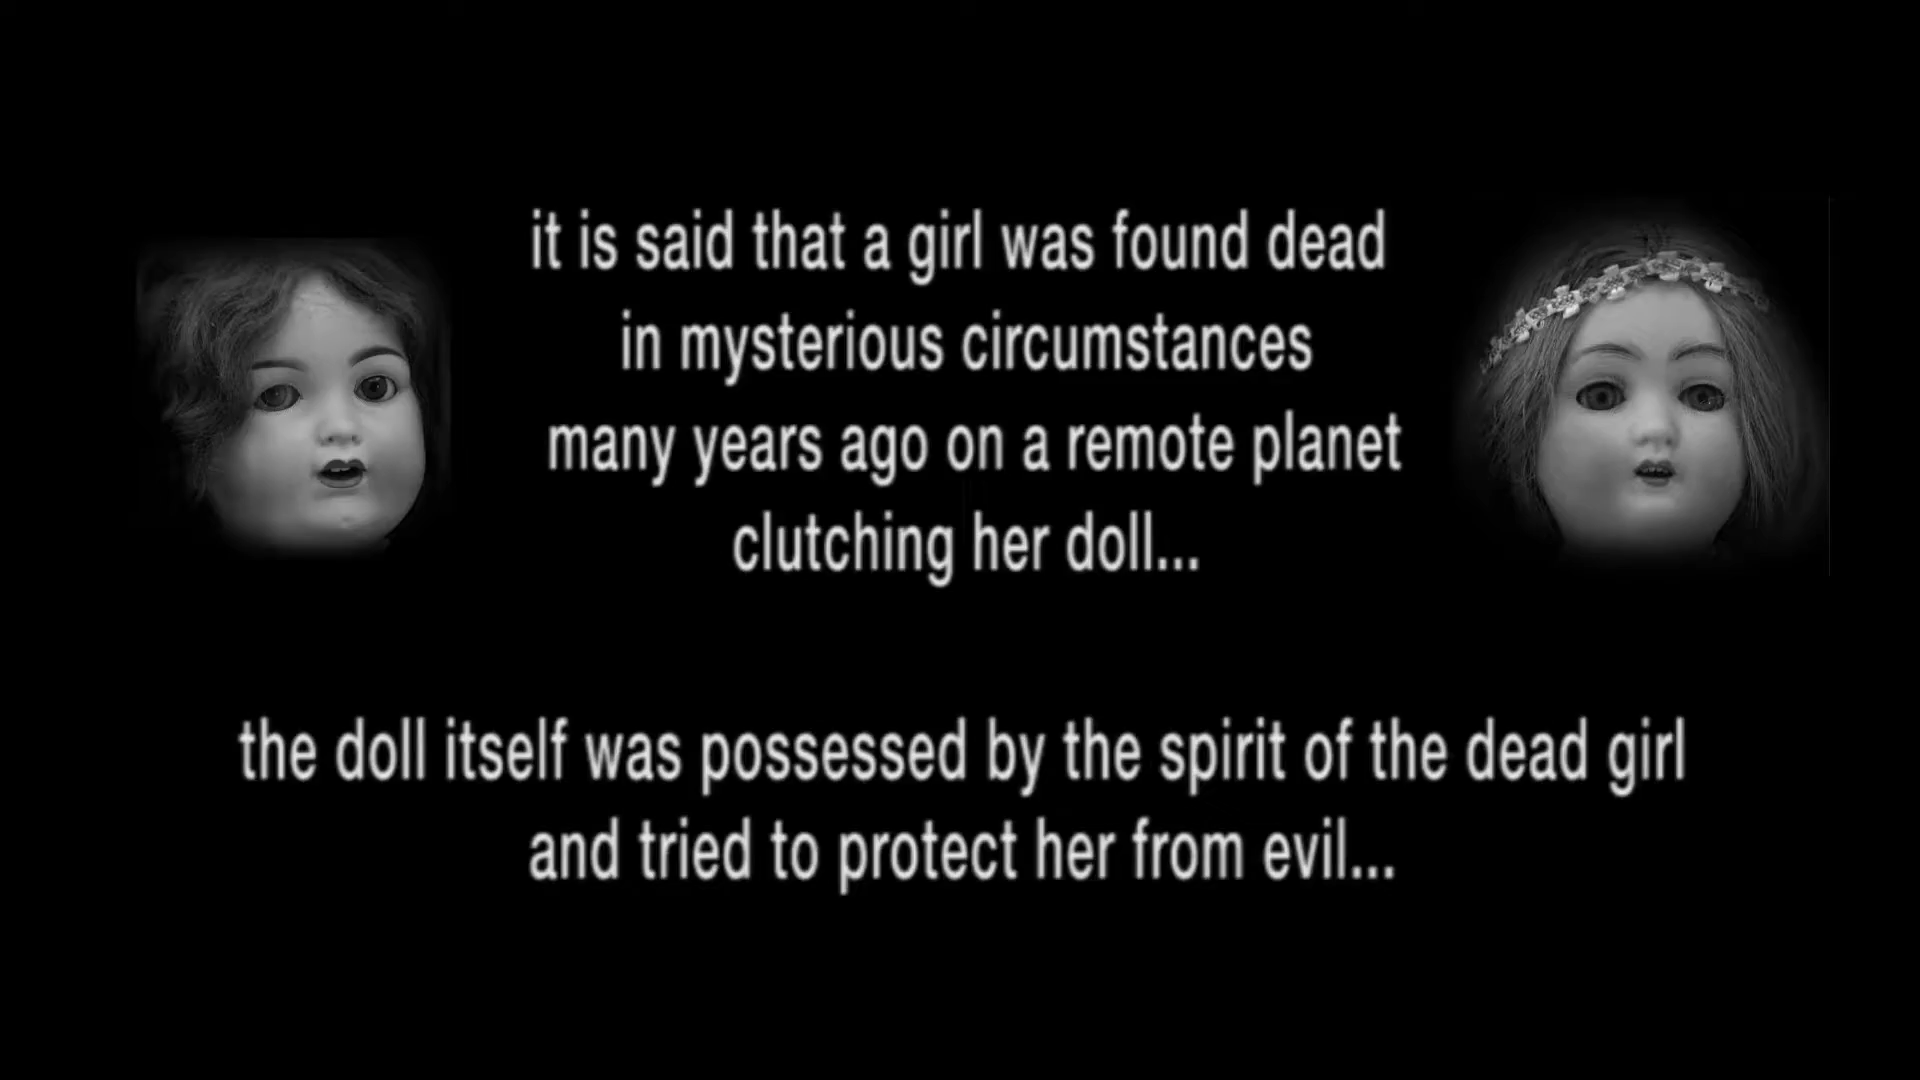 it is said that a girl was found dead
in mysterious circumstances
many years ago on a remote planet
clutching her doll...
the doll itself was possessed by the spirit of the dead girl
and tried to protect her from evil...